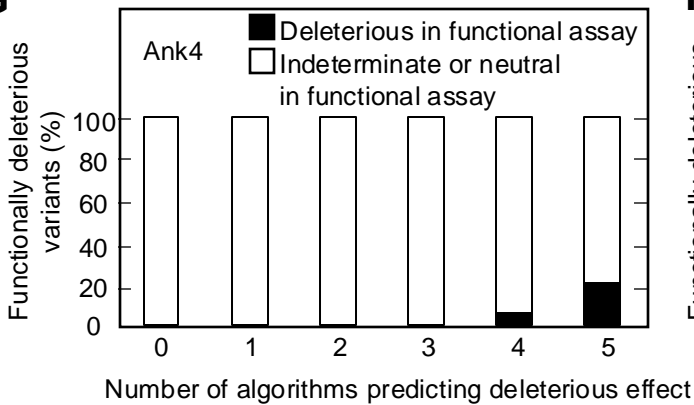 Ank4
Deleterious in functional assay
Indeterminate or neutral
in functional assay
Functionally deleterious
variants (%)
100
80
60
40
20
0
0 1 2 3 4 5
Number of algorithms predicting deleterious effect